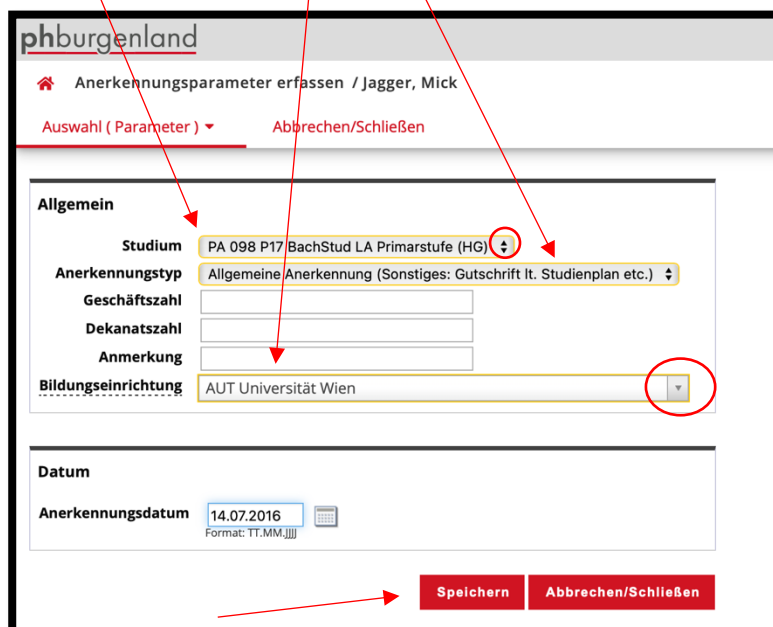 phburgenland
Anerkennungsparameter erfassen / Jagger, Mick
Auswahl ( Parameter )
Abbrechen/Schließen
Allgemein
Studium PA 098 P17 BachStud LA Primarstufe (HG)
Anerkennungstyp Allgemeine Anerkennung (Sonstiges: Gutschrift lt. Studienplan etc.)
Geschäftszahl
Dekanatszahl
Anmerkung
Bildungseinrichtung AUT Universität Wien
Datum
Anerkennungsdatum 14.07.2016
Format: TT.MM.JJJJ
Speichern Abbrechen/Schließen